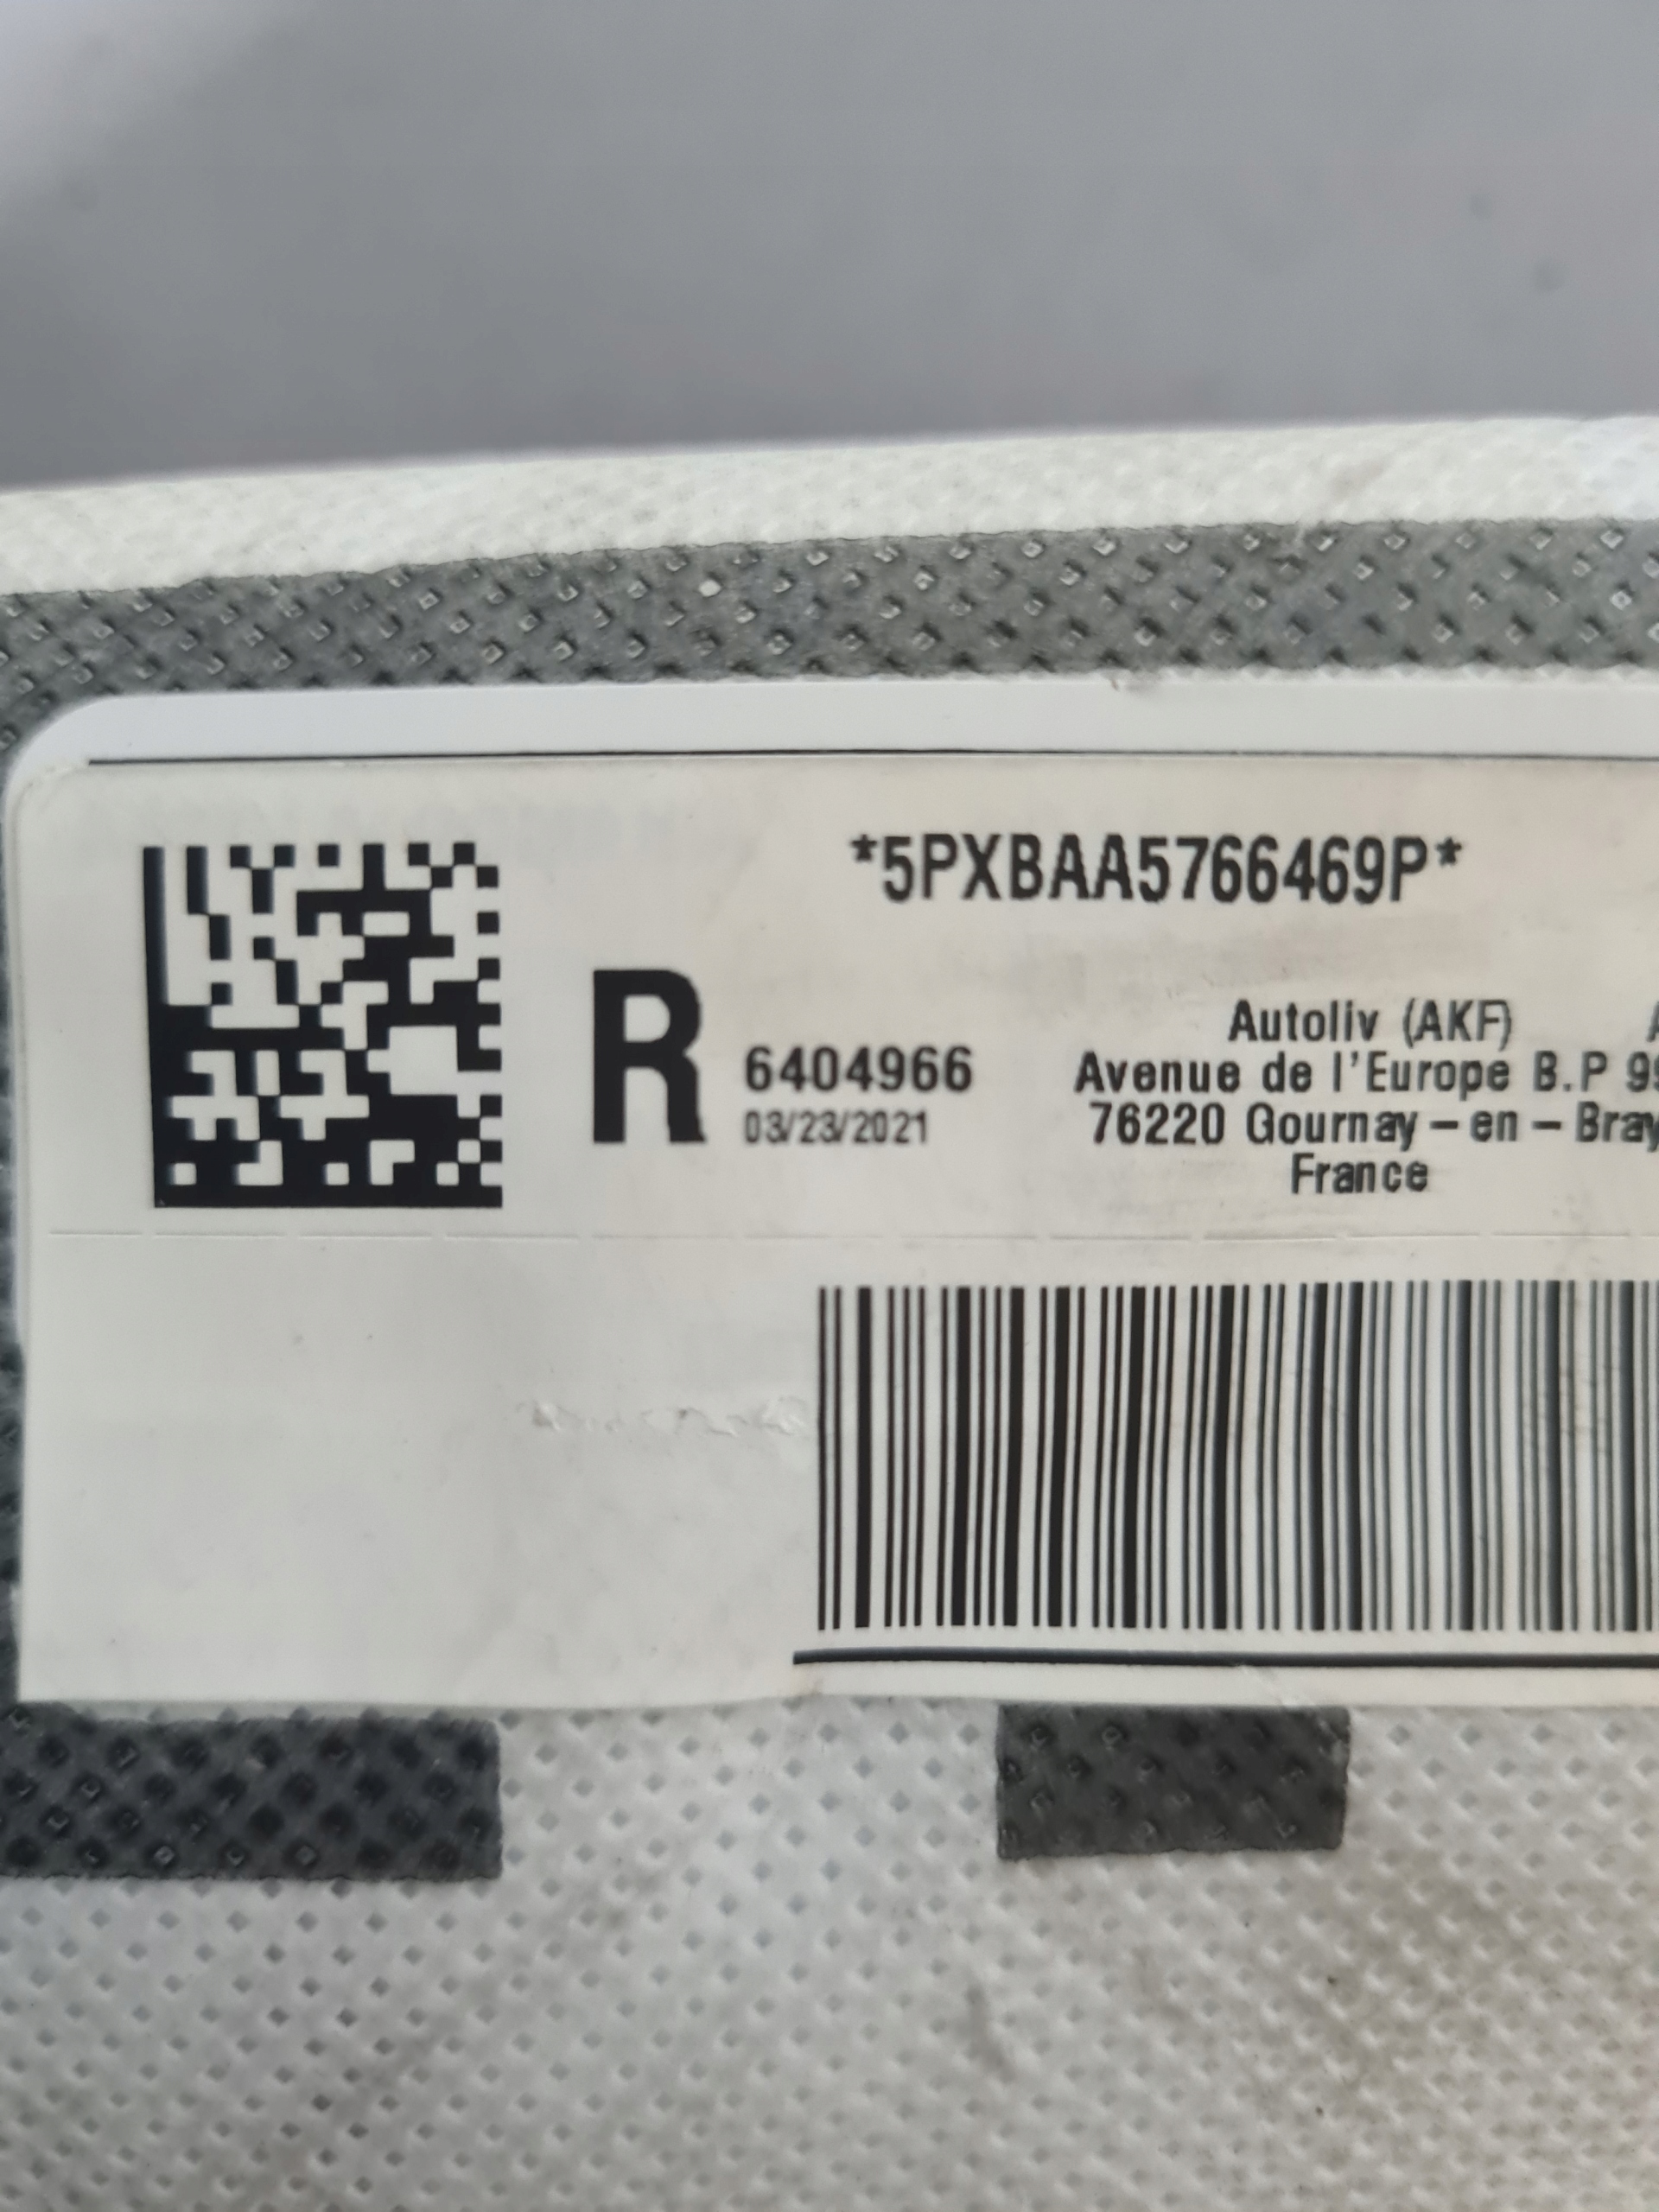 *5PXBAA5766469P*
R
6404966
03/23/2021
Autoliv (AKF)
Avenue de l'Europe B.P
76220 Gournay – en – Bray
France